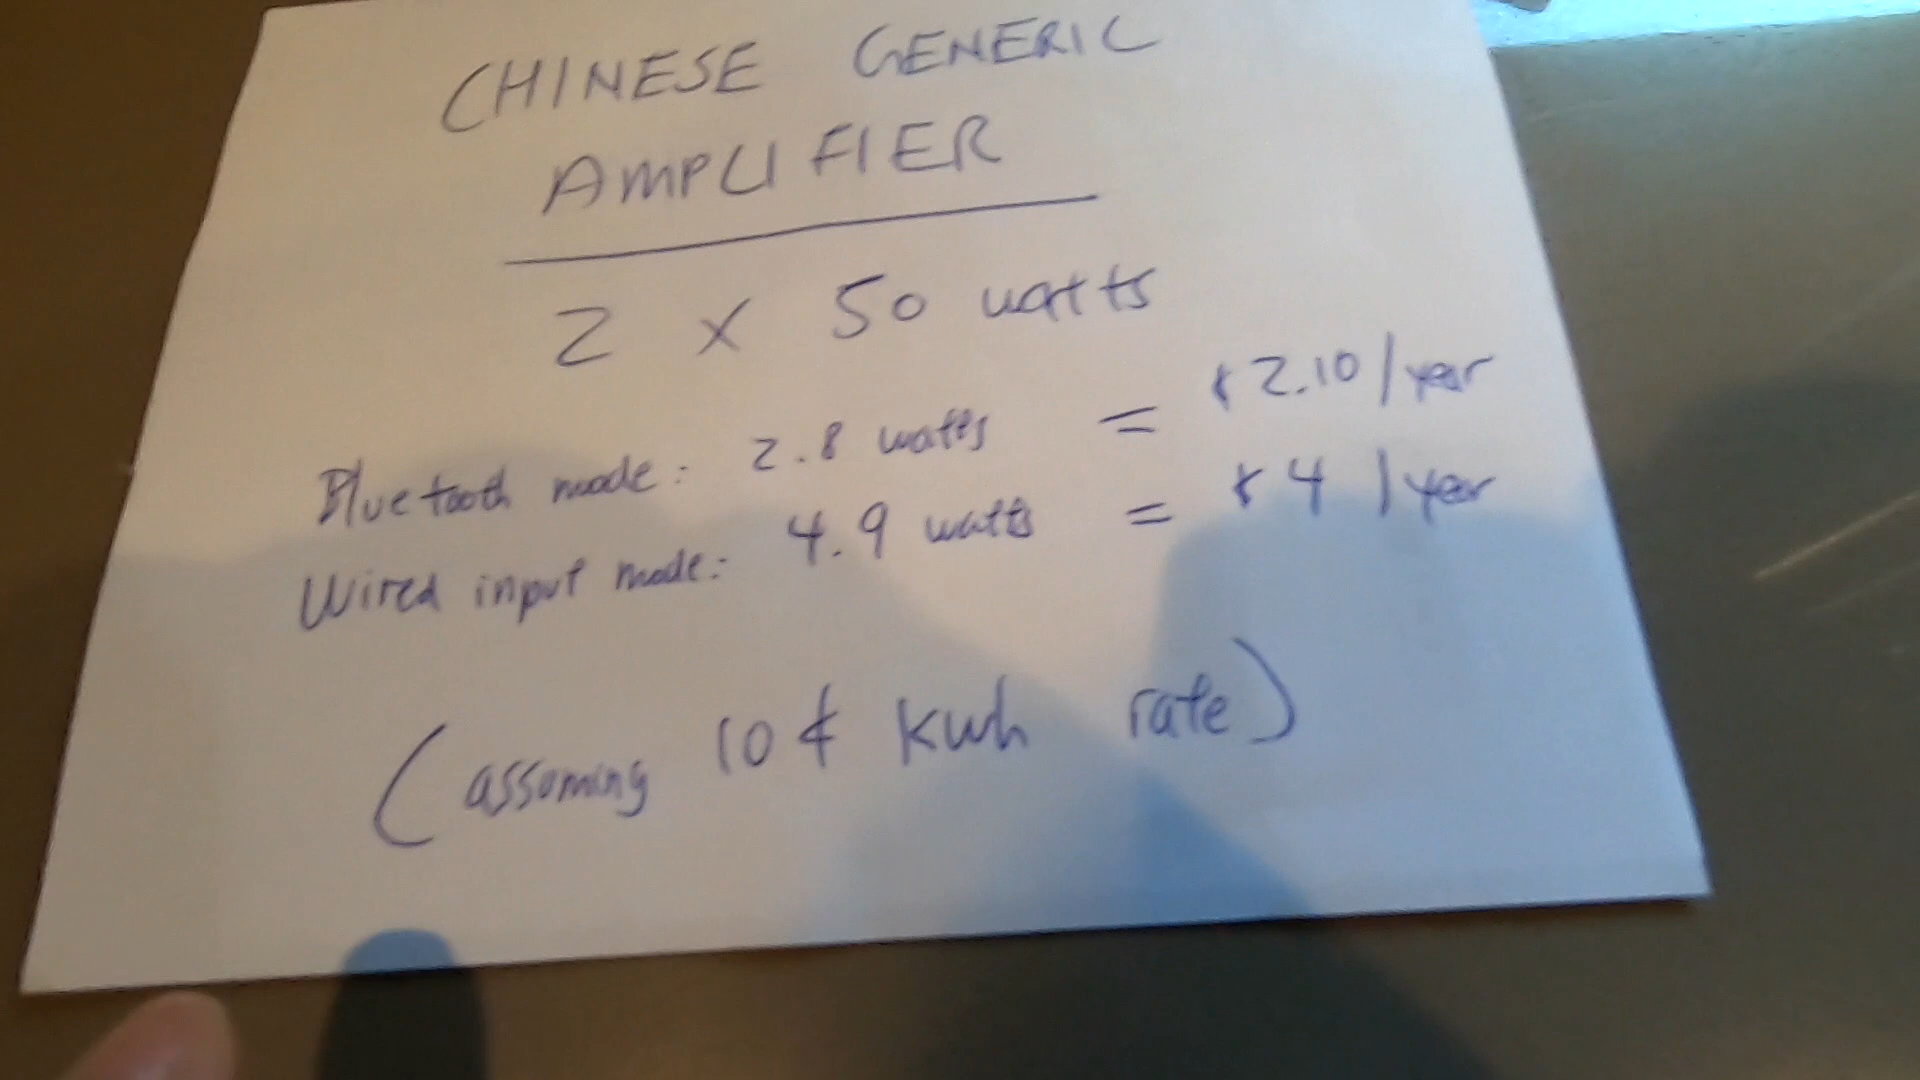 CHINESE GENERIC
AMPLIFIER
2 x 50 watts
Bluetooth mode: 2.8 watts = $2.10/year
Wired input mode: 4.9 watts = $4/year
(assuming 10¢ kwh rate)